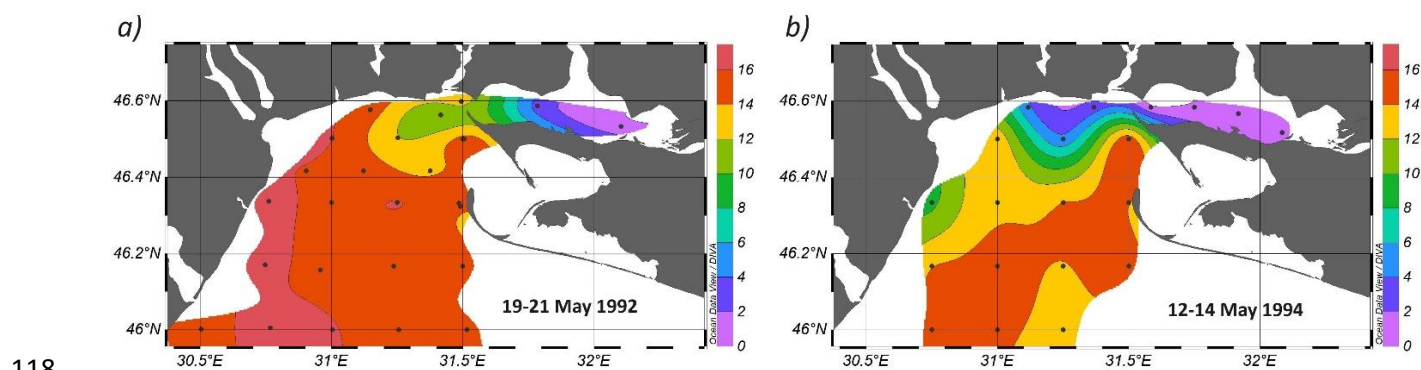 a)
46.6°N
46.4°N
46.2°N
46°N
30.5°E
31°E
31.5°E
32°E
19-21 May 1992
16
14
12
10
8
6
4
2
0
Ocean Data View / DIVA
b)
46.6°N
46.4°N
46.2°N
46°N
30.5°E
31°E
31.5°E
32°E
12-14 May 1994
16
14
12
10
8
6
4
2
0
Ocean Data View / DIVA
118